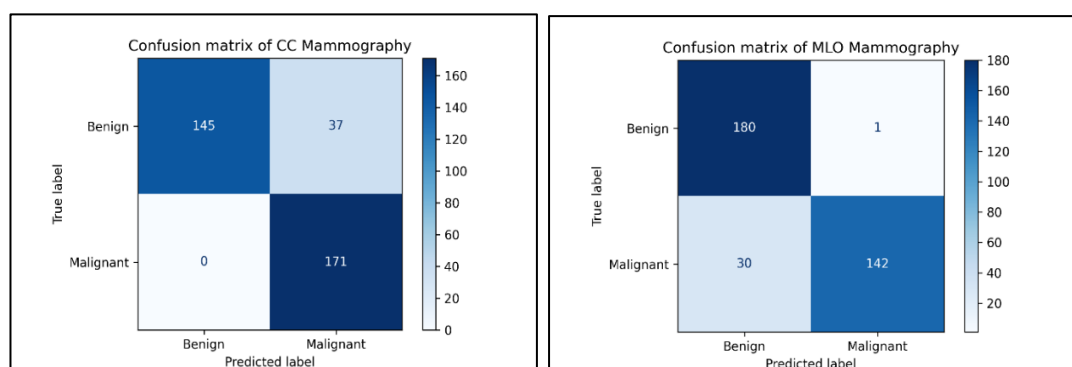 Confusion matrix of CC Mammography
Benign
Malignant
True label
145 37
0 171
Benign Malignant
Predicted label
160
140
120
100
80
60
40
20
0
Confusion matrix of MLO Mammography
Benign
Malignant
True label
180 1
30 142
Benign Malignant
Predicted label
180
160
140
120
100
80
60
40
20